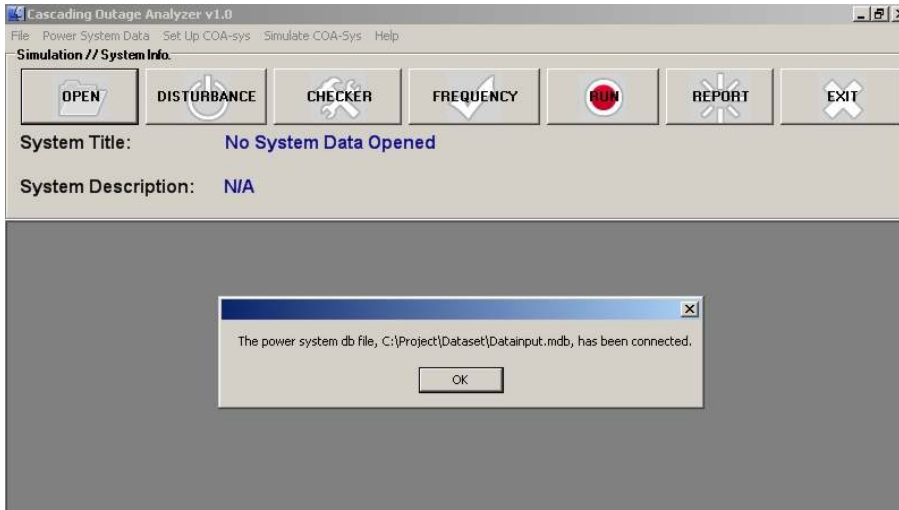 Cascading Outage Analyzer v1.0
File Power System Data Set Up COA-sys Simulate COA-Sys Help
Simulation // System Info.
OPEN DISTURBANCE CHECKER FREQUENCY RUN REPORT EXIT
System Title: No System Data Opened
System Description: N/A
The power system db file, C:\Project\Dataset\Datainput.mdb, has been connected.
OK